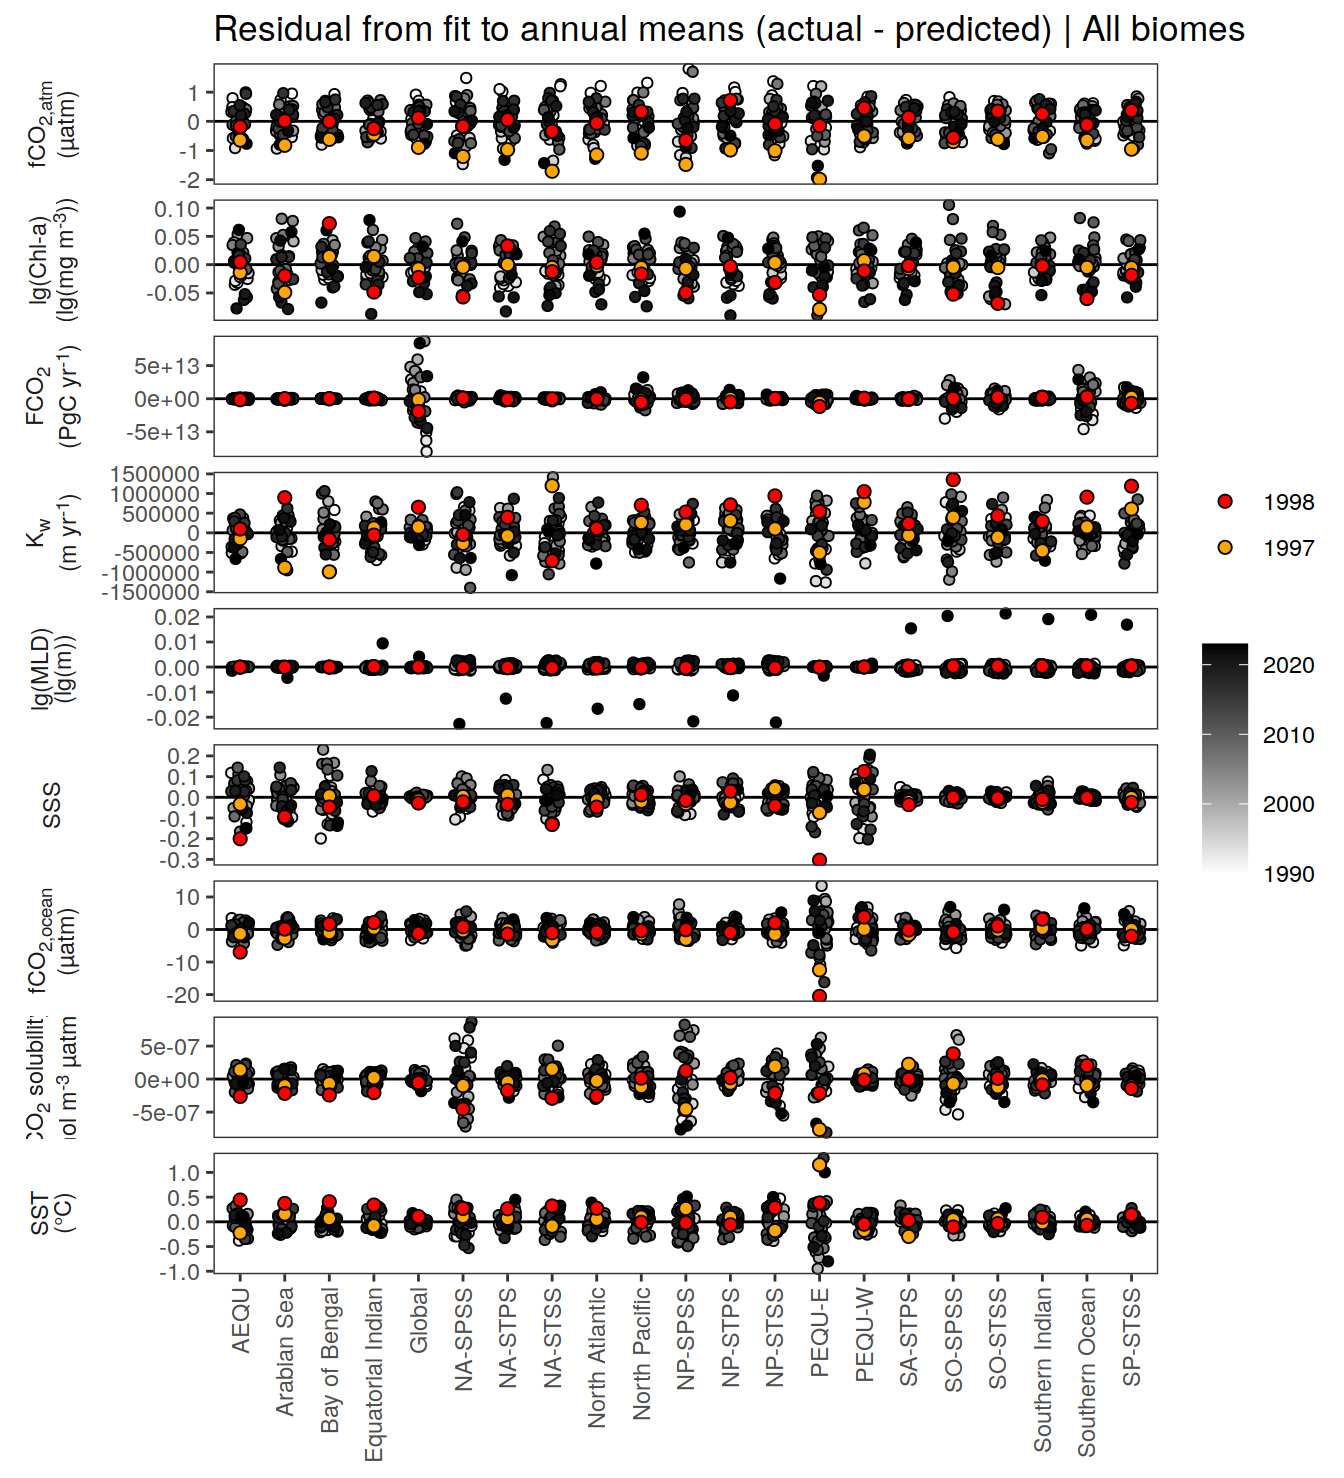 Residual from fit to annual means (actual - predicted) | All biomes
fCO2,atm
(µatm)
1
0
-1
-2
lg(Chl-a)
(lg(mg m-3))
0.10
0.05
0.00
-0.05
FCO2
(PgC yr-1)
5e+13
0e+00
-5e+13
Kw
(m yr-1)
1500000
1000000
500000
0
-500000
-1000000
-1500000
lg(MLD)
(lg(m))
0.02
0.01
0.00
-0.01
-0.02
SSS
0.2
0.1
0.0
-0.1
-0.2
-0.3
fCO2,ocean
(µatm)
10
0
-10
-20
CO2 solubilit
ol m-3 µatm
5e-07
0e+00
-5e-07
SST
(°C)
1.0
0.5
0.0
-0.5
-1.0
AEQU
Arabian Sea
Bay of Bengal
Equatorial Indian
Global
NA-SPSS
NA-STPS
NA-STSS
North Atlantic
North Pacific
NP-SPSS
NP-STPS
NP-STSS
PEQU-E
PEQU-W
SA-STPS
SO-SPSS
SO-STSS
Southern Indian
Southern Ocean
SP-STSS
1998
1997
2020
2010
2000
1990